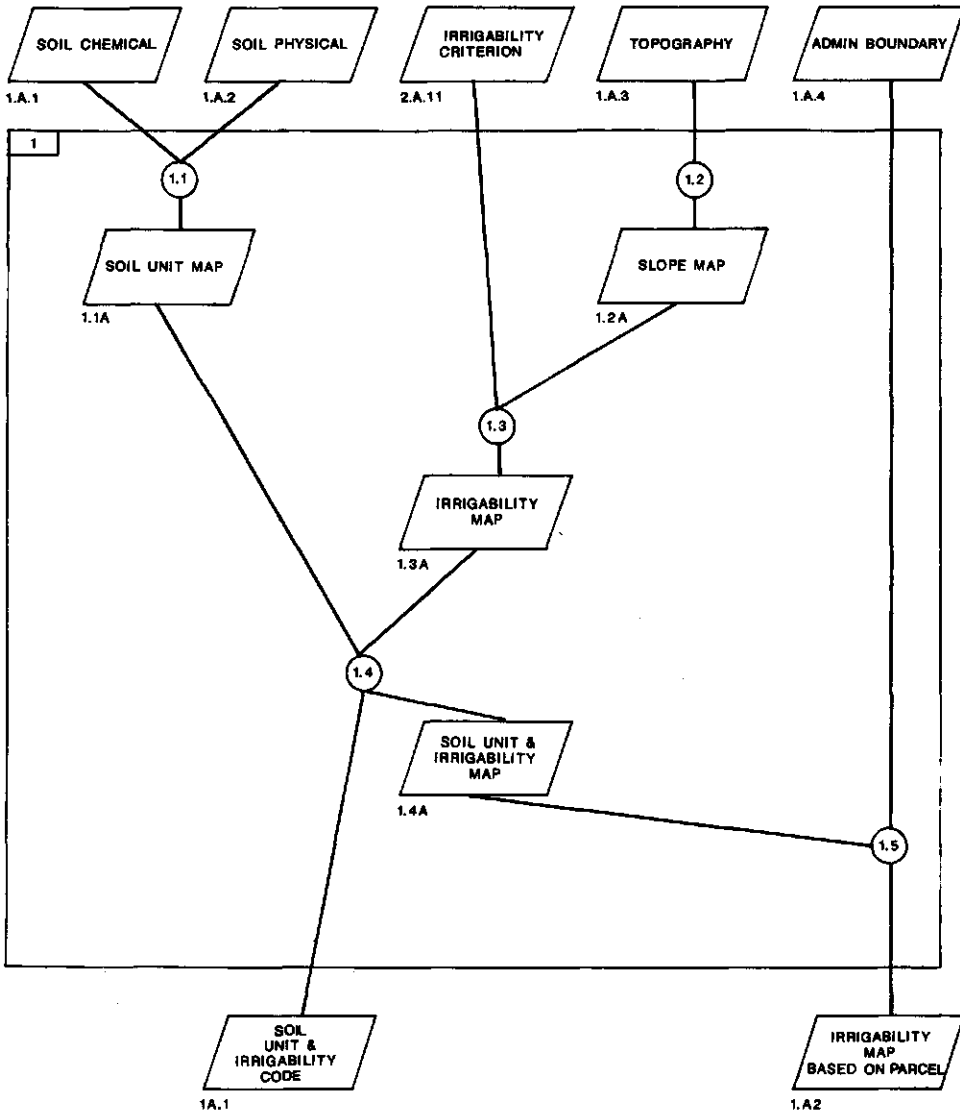 SOIL CHEMICAL
SOIL PHYSICAL
IRRIGABILITY
CRITERION
TOPOGRAPHY
ADMIN BOUNDARY
1.A.1
1.A.2
2.A.11
1.A.3
1.A.4
1
1.1
1.2
SOIL UNIT MAP
SLOPE MAP
1.1A
1.2A
1.3
IRRIGABILITY
MAP
1.3A
1.4
SOIL UNIT &
IRRIGABILITY
MAP
1.4A
1.5
SOIL
UNIT &
IRRIGABILITY
CODE
IRRIGABILITY
MAP
BASED ON PARCEL
1A.1
1.A2